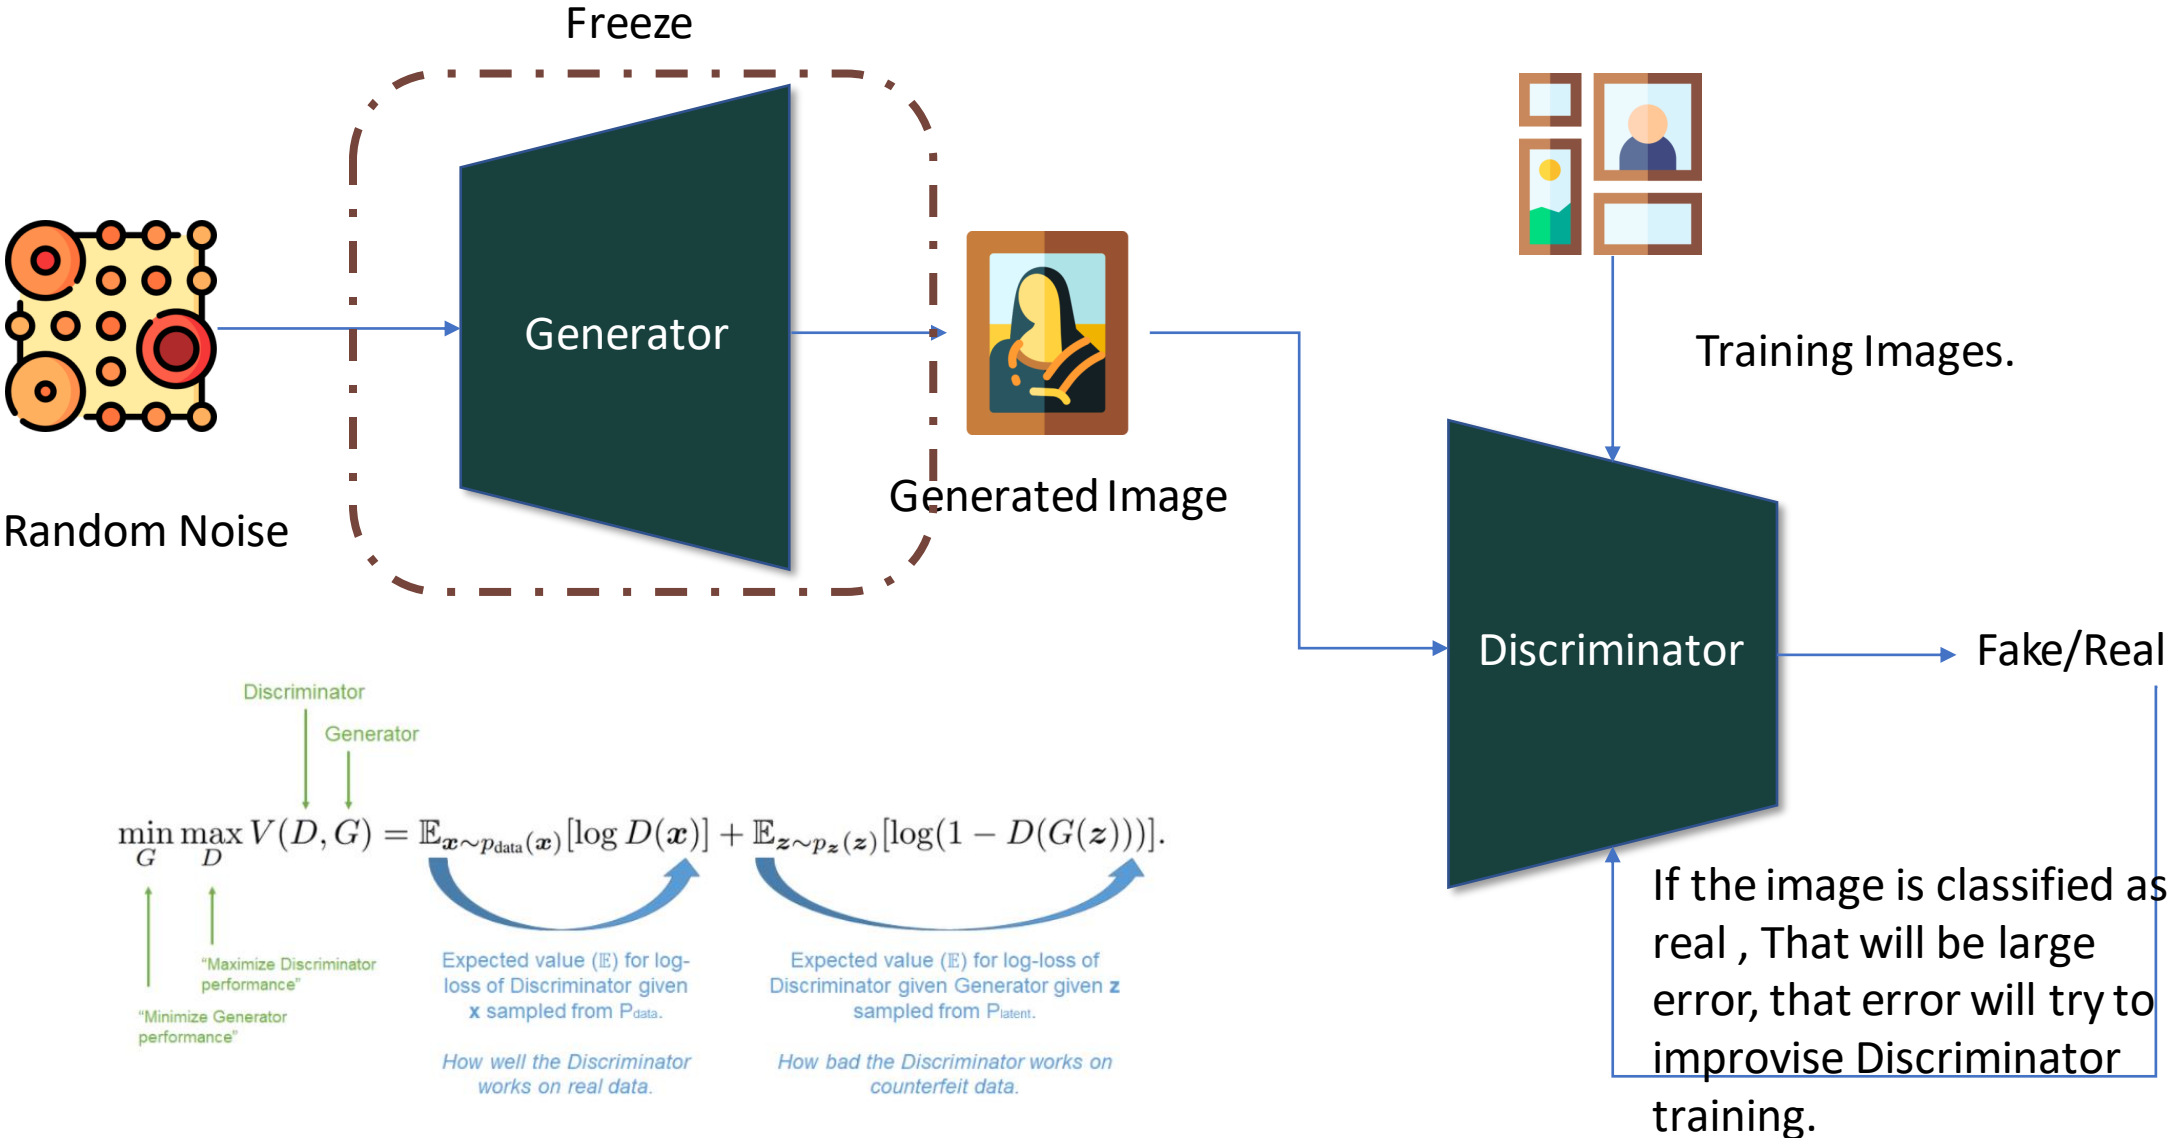 Freeze
Generator
Random Noise
Generated Image
Training Images.
Discriminator
Fake/Real
If the image is classified as
real , That will be large
error, that error will try to
improvise Discriminator
training.
Discriminator
Generator
min max V(D, G) = 𝔼x∼pdata(x)[log D(x)] + 𝔼z∼pz(z)[log(1 − D(G(z)))].
G D
“Maximize Discriminator
performance”
“Minimize Generator
performance”
Expected value (𝔼) for log-
loss of Discriminator given
x sampled from Pdata.
How well the Discriminator
works on real data.
Expected value (𝔼) for log-loss of
Discriminator given Generator given z
sampled from Platent.
How bad the Discriminator works on
counterfeit data.